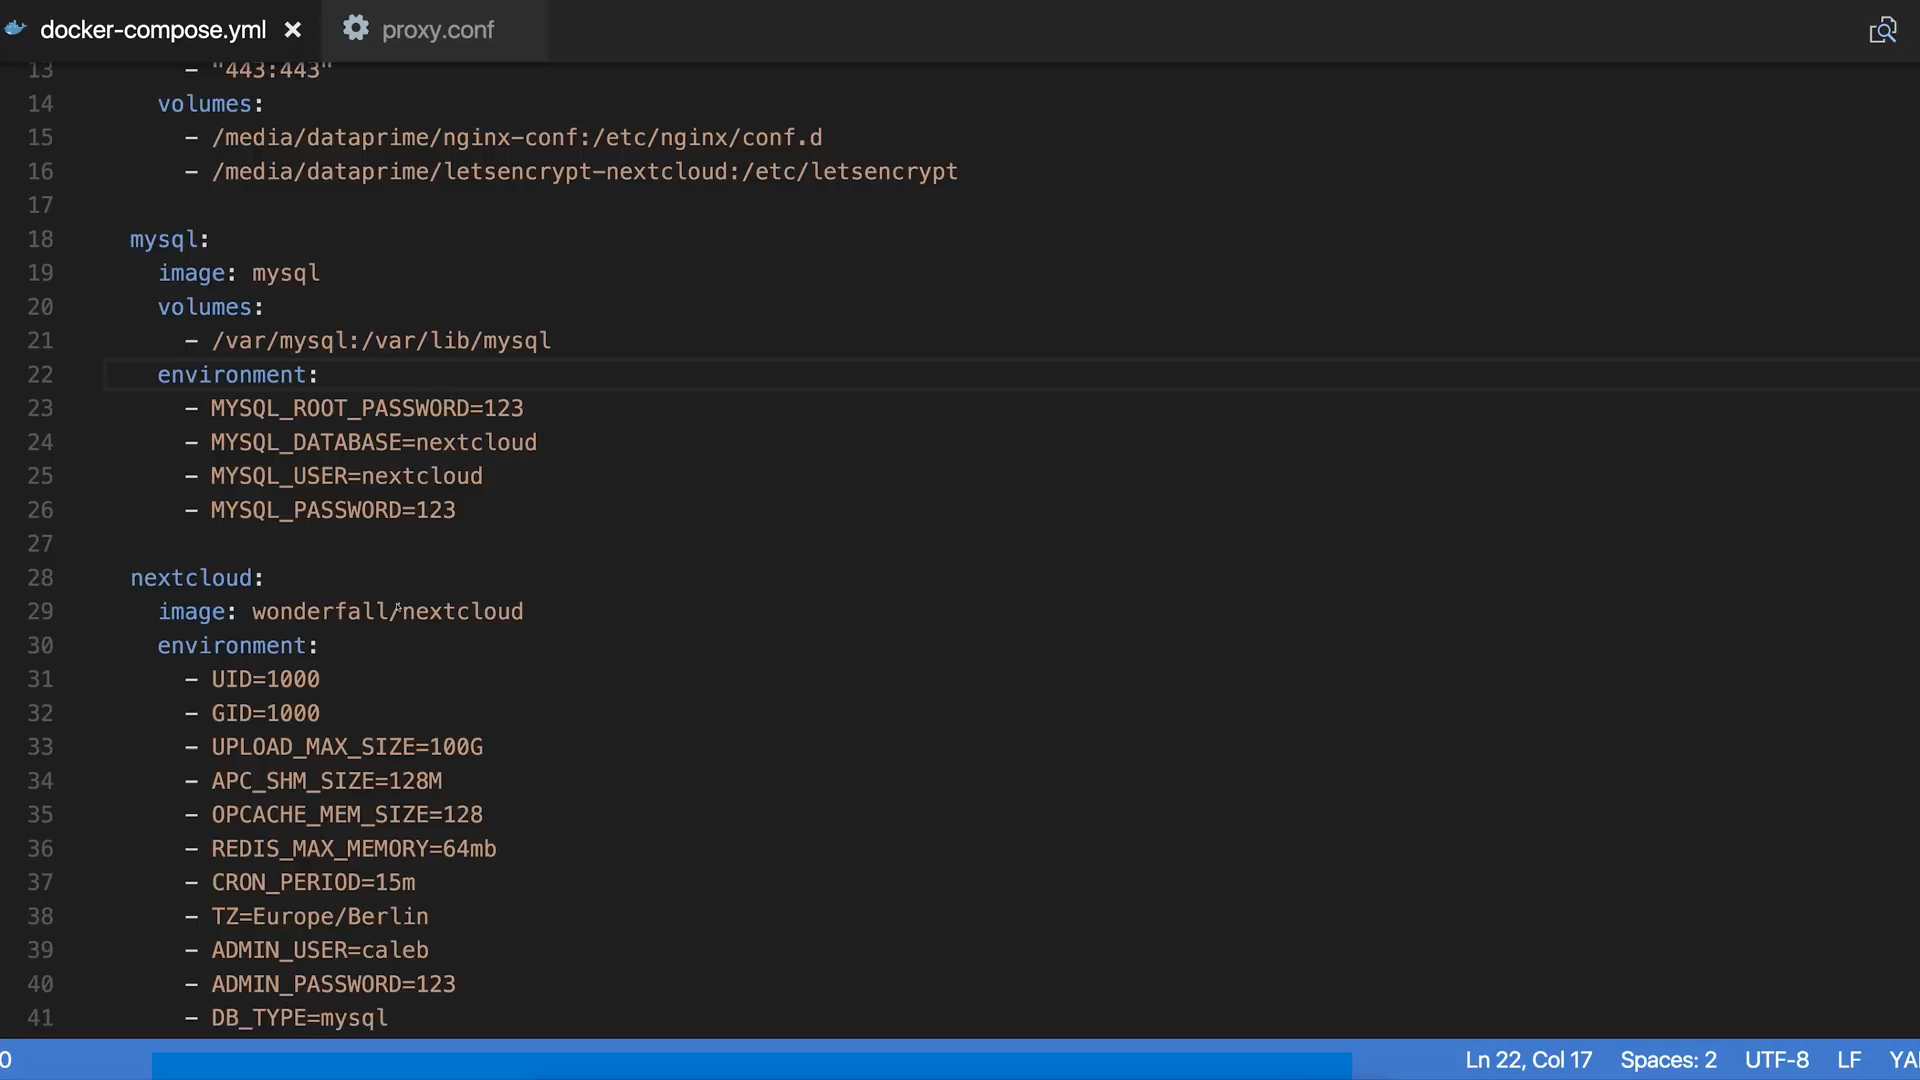 docker-compose.yml
proxy.conf
13 - "443:443"
14 volumes:
15 - /media/dataprime/nginx-conf:/etc/nginx/conf.d
16 - /media/dataprime/letsencrypt-nextcloud:/etc/letsencrypt
17
18 mysql:
19 image: mysql
20 volumes:
21 - /var/mysql:/var/lib/mysql
22 environment:
23 - MYSQL_ROOT_PASSWORD=123
24 - MYSQL_DATABASE=nextcloud
25 - MYSQL_USER=nextcloud
26 - MYSQL_PASSWORD=123
27
28 nextcloud:
29 image: wonderfall/nextcloud
30 environment:
31 - UID=1000
32 - GID=1000
33 - UPLOAD_MAX_SIZE=100G
34 - APC_SHM_SIZE=128M
35 - OPCACHE_MEM_SIZE=128
36 - REDIS_MAX_MEMORY=64mb
37 - CRON_PERIOD=15m
38 - TZ=Europe/Berlin
39 - ADMIN_USER=caleb
40 - ADMIN_PASSWORD=123
41 - DB_TYPE=mysql
0 Ln 22, Col 17 Spaces: 2 UTF-8 LF